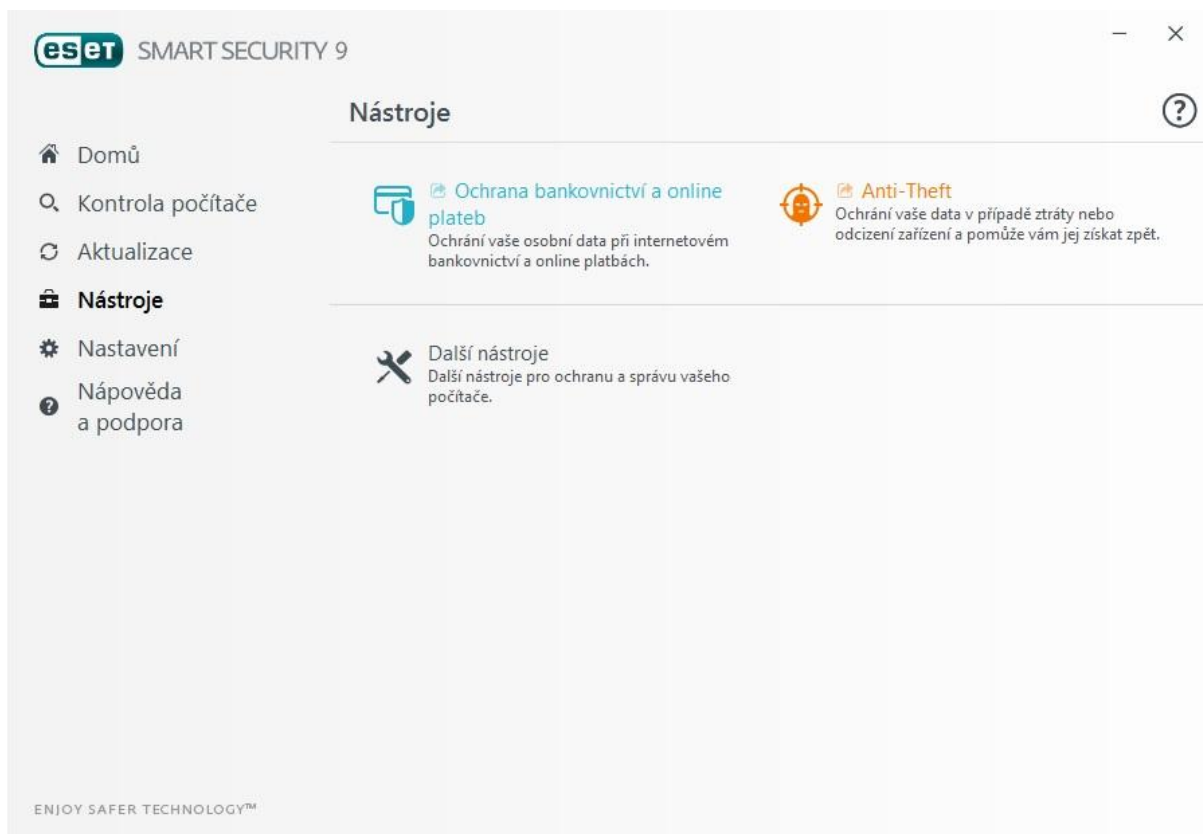 eset SMART SECURITY 9
Nástroje
Domů
Kontrola počítače
Aktualizace
Nástroje
Nastavení
Nápověda
a podpora
Ochrana bankovnictví a online
plateb
Ochrání vaše osobní data při internetovém
bankovnictví a online platbách.
Anti-Theft
Ochrání vaše data v případě ztráty nebo
odcizení zařízení a pomůže vám jej získat zpět.
Další nástroje
Další nástroje pro ochranu a správu vašeho
počítače.
ENJOY SAFER TECHNOLOGY™